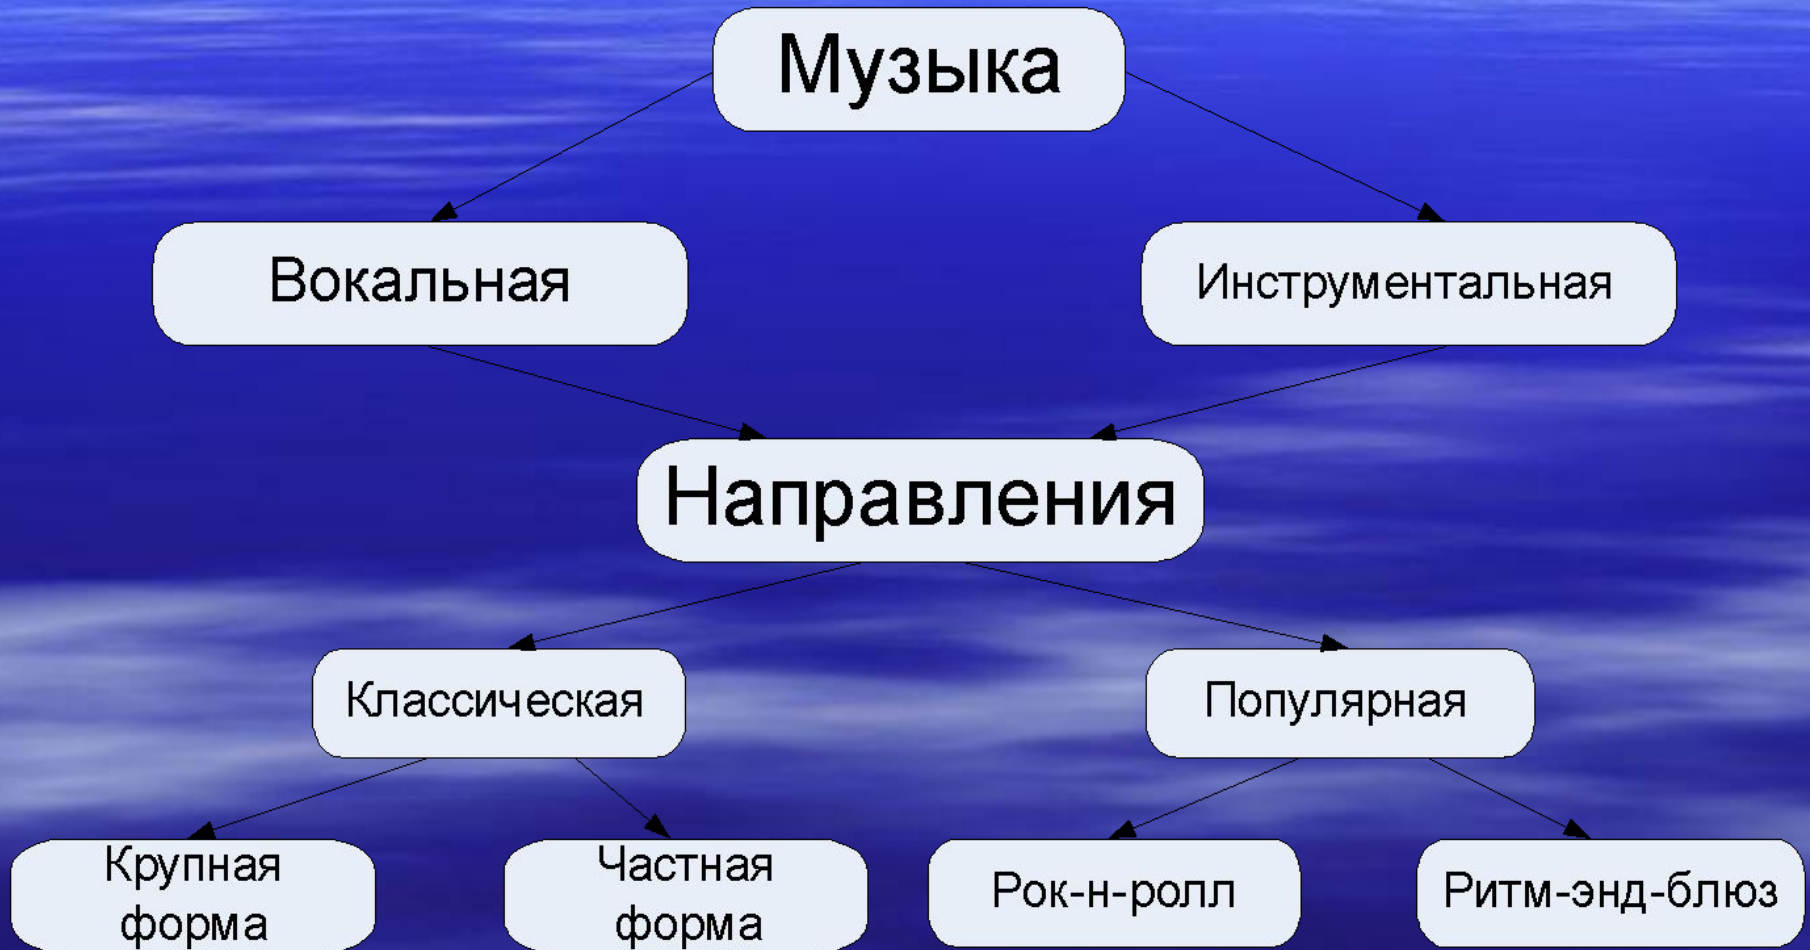 Музыка
Вокальная
Инструментальная
Направления
Классическая
Популярная
Крупная
форма
Частная
форма
Рок-н-ролл
Ритм-энд-блюз